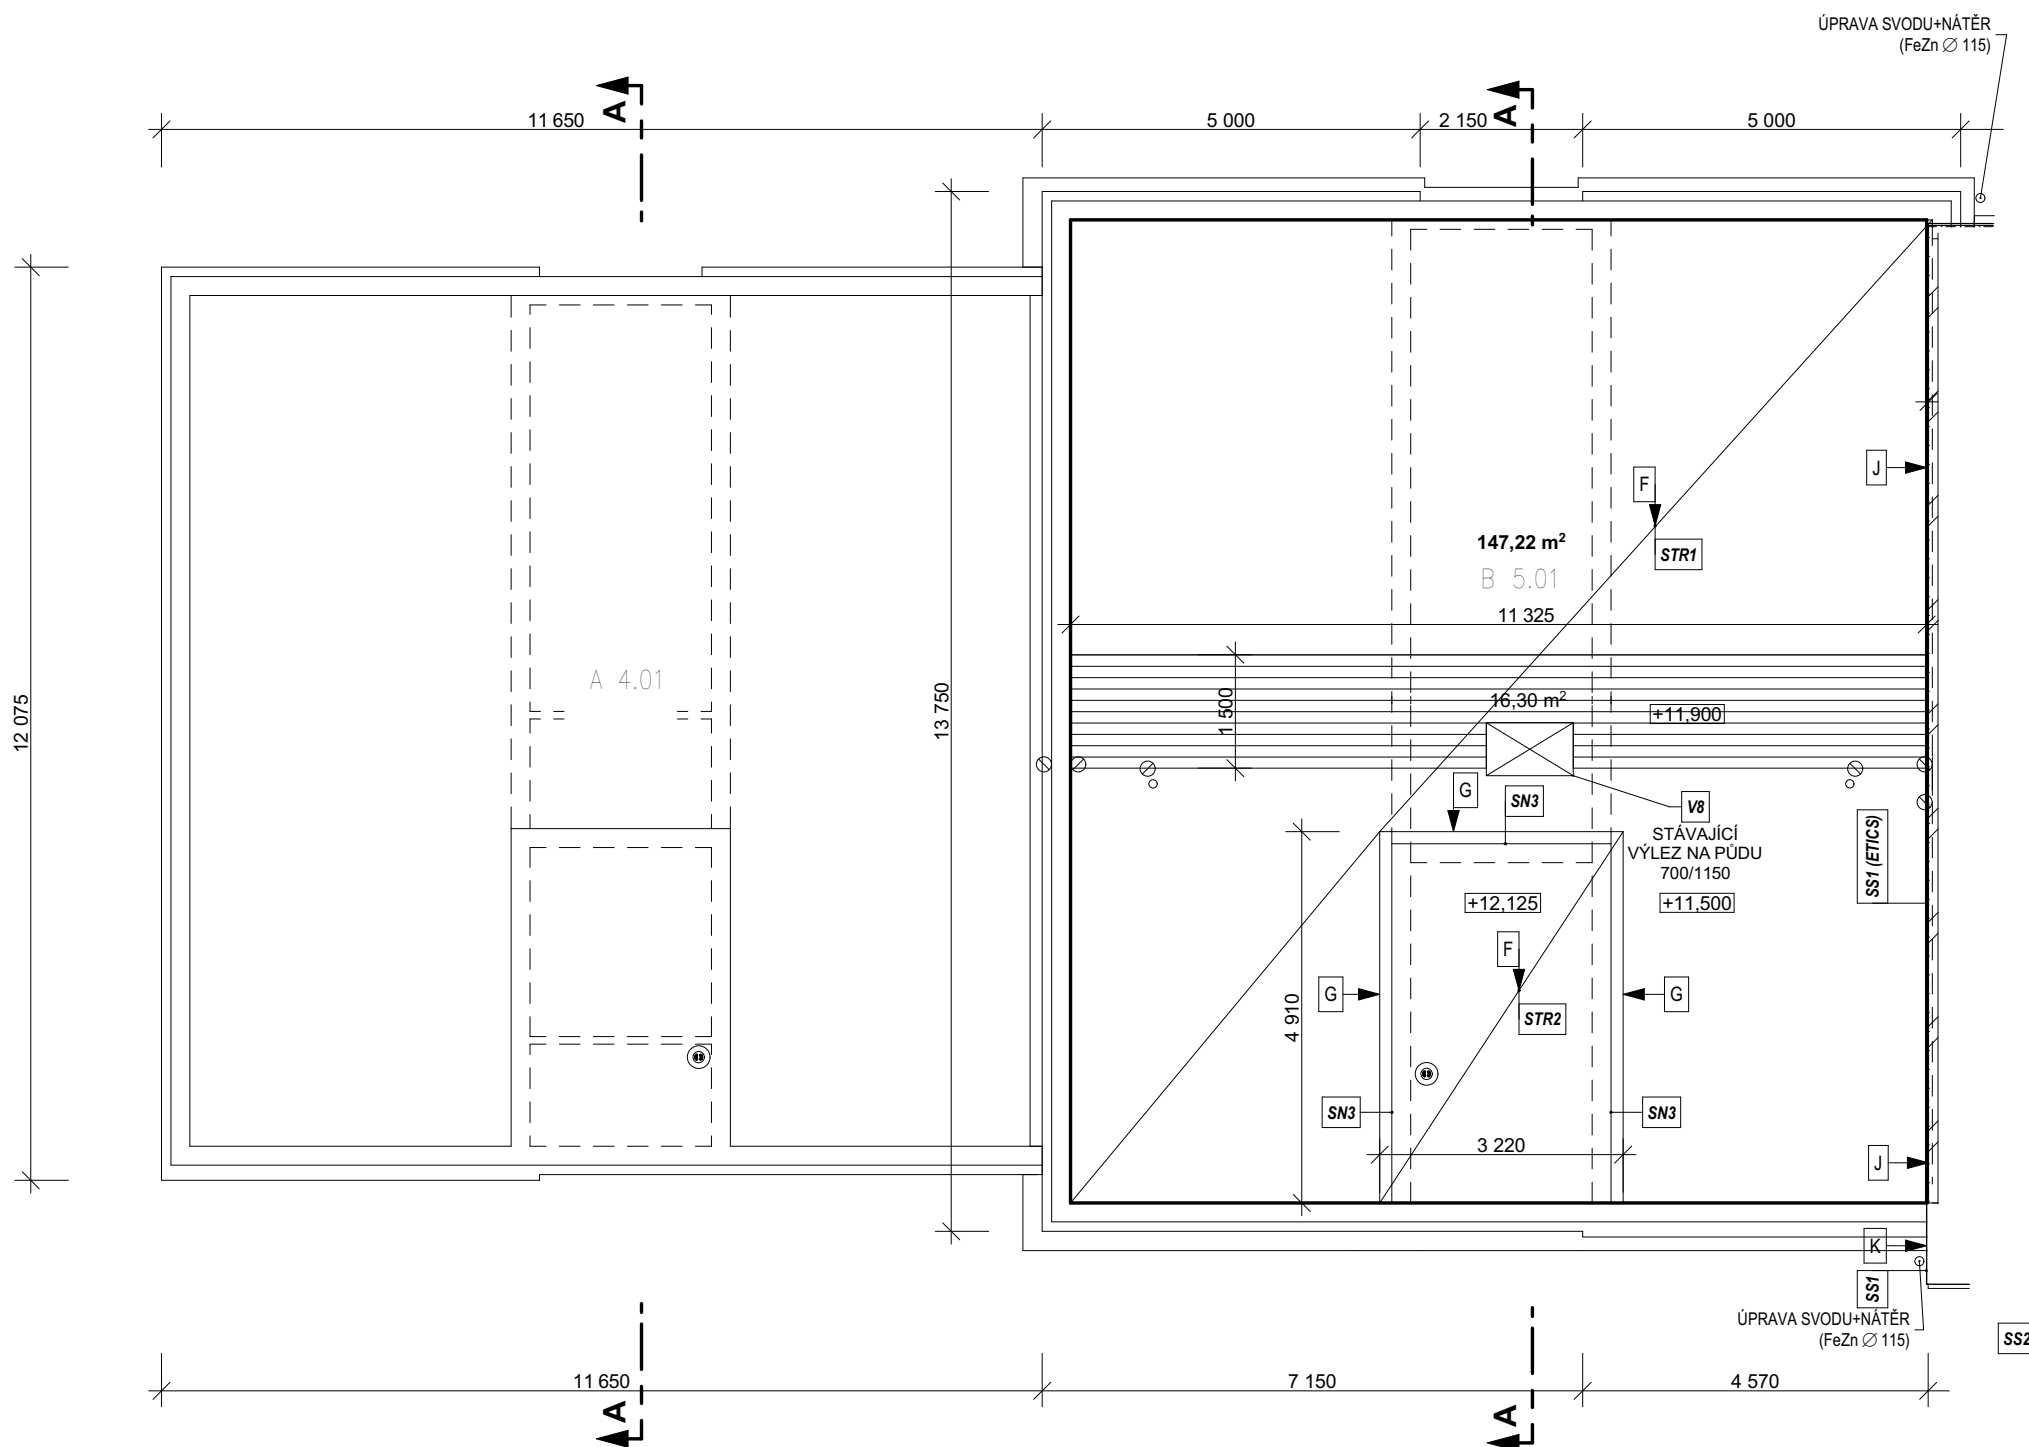 ÚPRAVA SVODU+NÁTĚR
(FeZn ∅ 115)
A
A
11 650
5 000
2 150
5 000
12 075
13 750
A 4.01
147,22 m²
B 5.01
11 325
F
STR1
J
1 500
16,30 m²
+11,900
G
SN3
V8
STÁVAJÍCÍ
VÝLEZ NA PŮDU
700/1150
SS1 (ETICS)
+12,125
+11,500
F
STR2
G
G
4 910
SN3
SN3
3 220
J
K
SS1
ÚPRAVA SVODU+NÁTĚR
(FeZn ∅ 115)
SS2
11 650
7 150
4 570
A
A